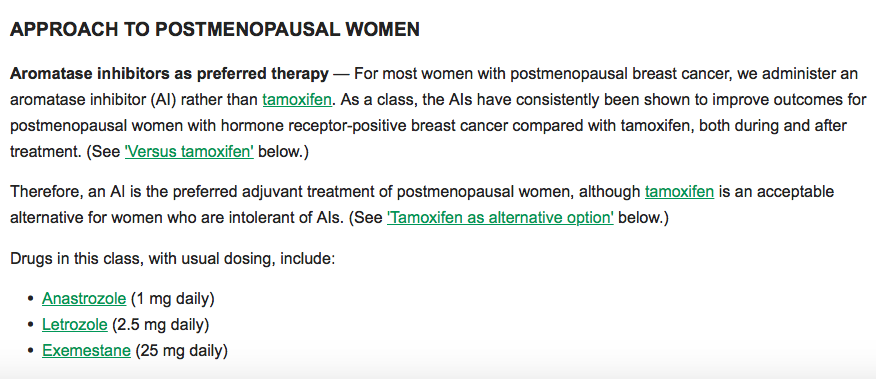 APPROACH TO POSTMENOPAUSAL WOMEN
Aromatase inhibitors as preferred therapy — For most women with postmenopausal breast cancer, we administer an
aromatase inhibitor (AI) rather than tamoxifen. As a class, the AIs have consistently been shown to improve outcomes for
postmenopausal women with hormone receptor-positive breast cancer compared with tamoxifen, both during and after
treatment. (See 'Versus tamoxifen' below.)
Therefore, an AI is the preferred adjuvant treatment of postmenopausal women, although tamoxifen is an acceptable
alternative for women who are intolerant of AIs. (See 'Tamoxifen as alternative option' below.)
Drugs in this class, with usual dosing, include:
• Anastrozole (1 mg daily)
• Letrozole (2.5 mg daily)
• Exemestane (25 mg daily)